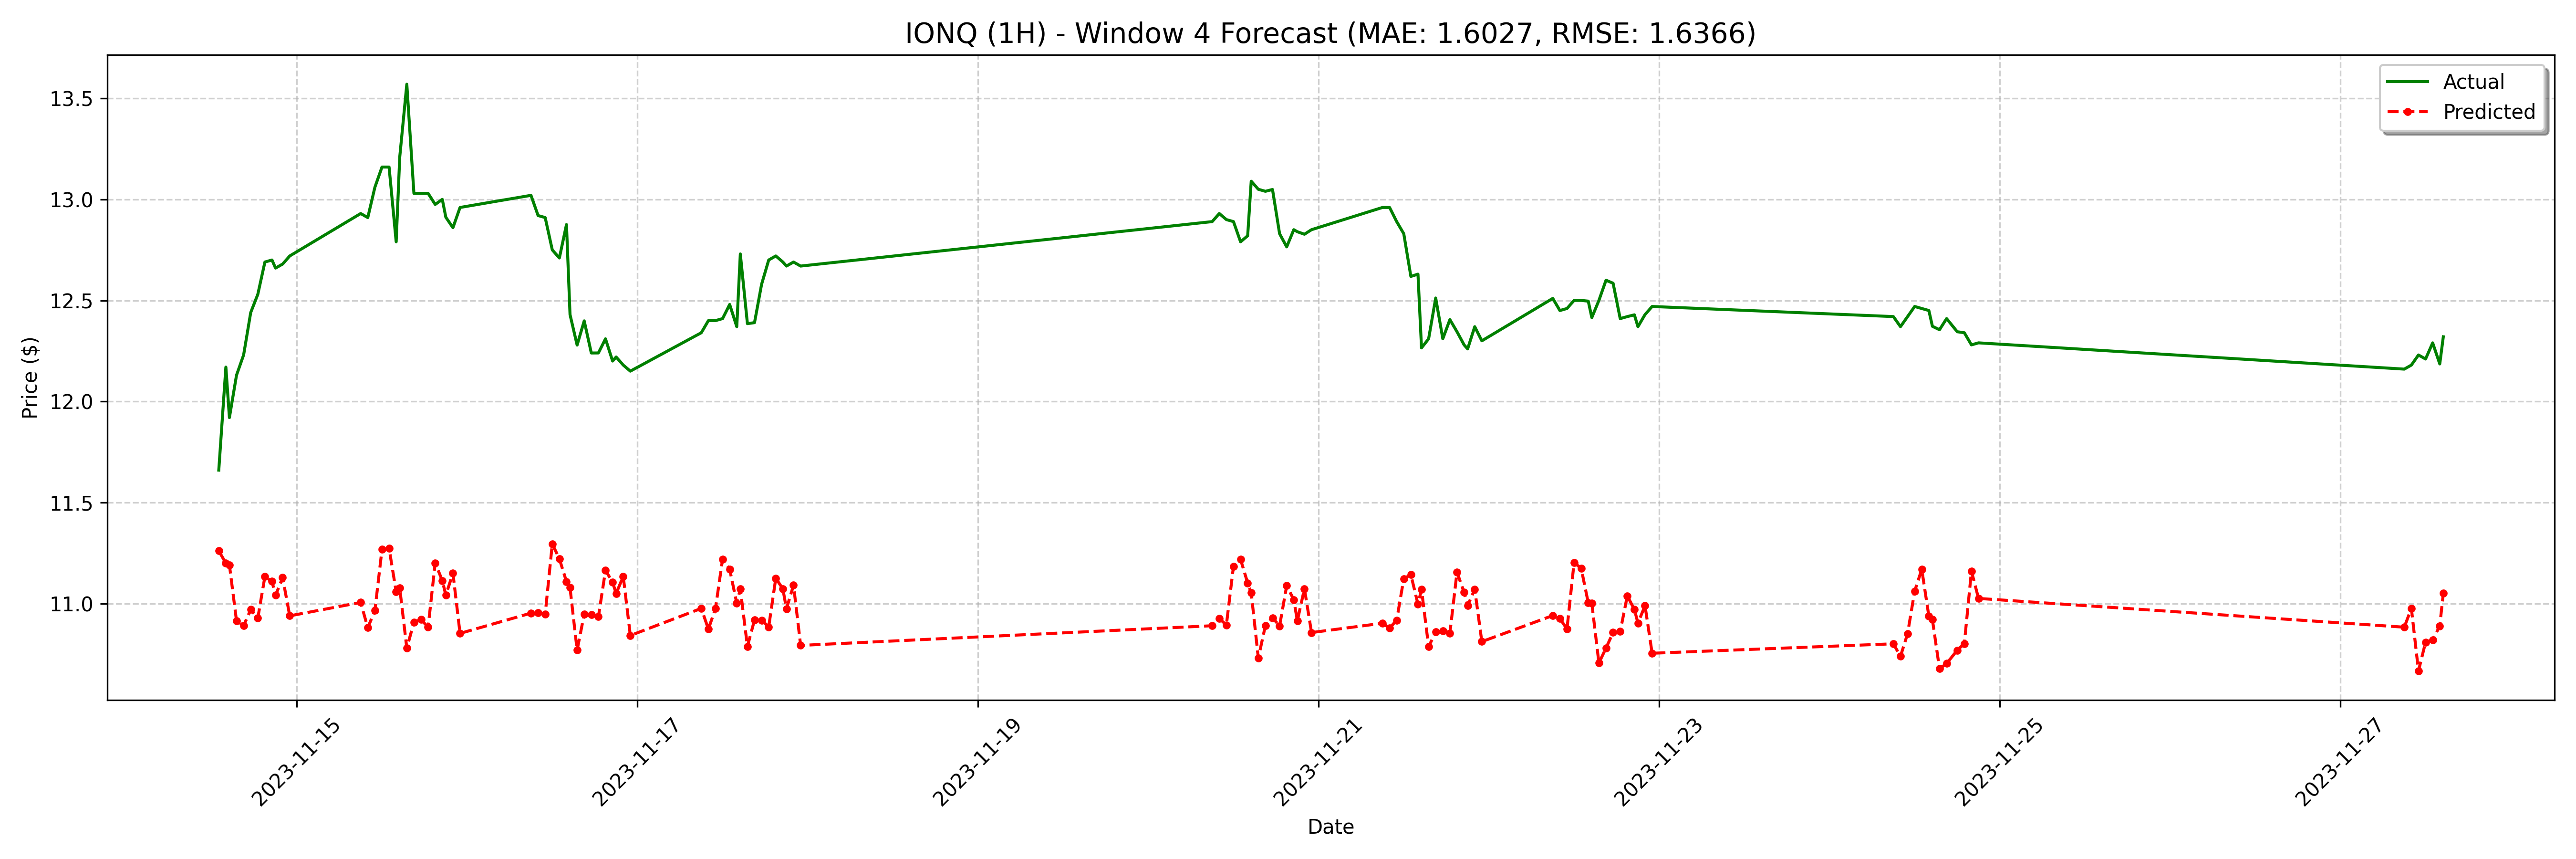 IONQ (1H) - Window 4 Forecast (MAE: 1.6027, RMSE: 1.6366)
Actual
Predicted
Price ($)
13.5
13.0
12.5
12.0
11.5
11.0
2023-11-15
2023-11-17
2023-11-19
2023-11-21
2023-11-23
2023-11-25
2023-11-27
Date